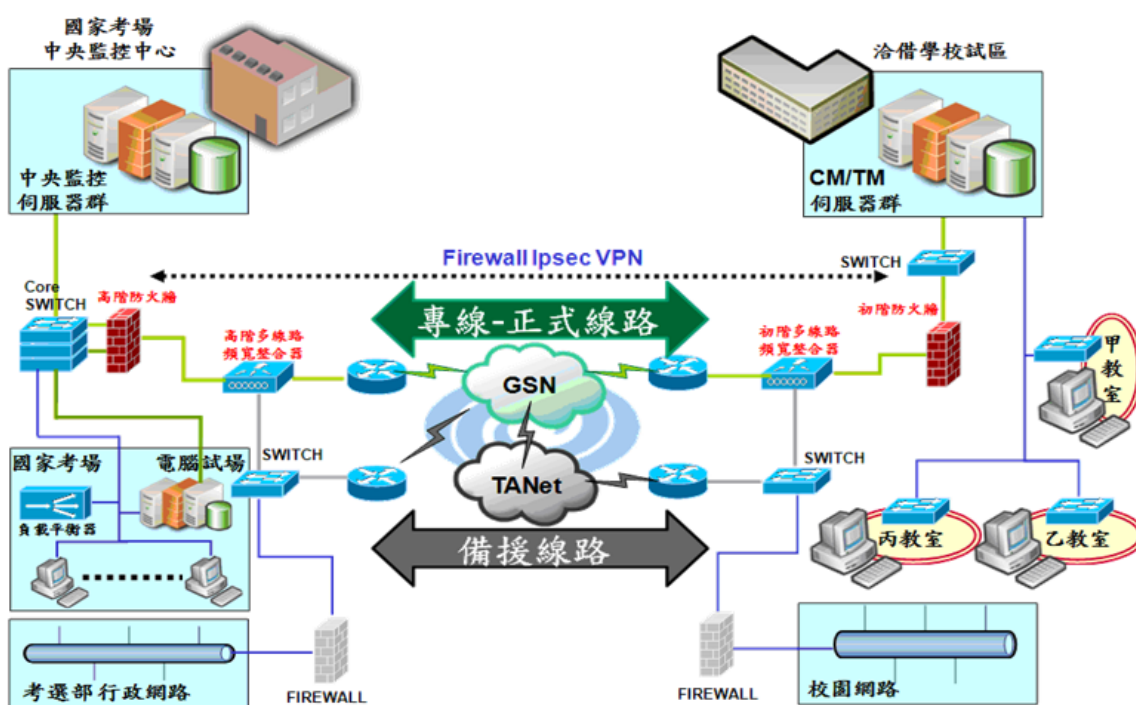 國家考場
中央監控中心
洽借學校試區
中央監控
伺服器群
CM/TM
伺服器群
Firewall Ipsec VPN
SWITCH
Core
SWITCH
高階防火牆
專線-正式線路
初階防火牆
高階多線路
頻寬整合器
初階多線路
頻寬整合器
GSN
甲教室
國家考場
電腦試場
SWITCH
SWITCH
TANet
負載平衡器
備援線路
丙教室
乙教室
考選部行政網路
FIREWALL
FIREWALL
校園網路